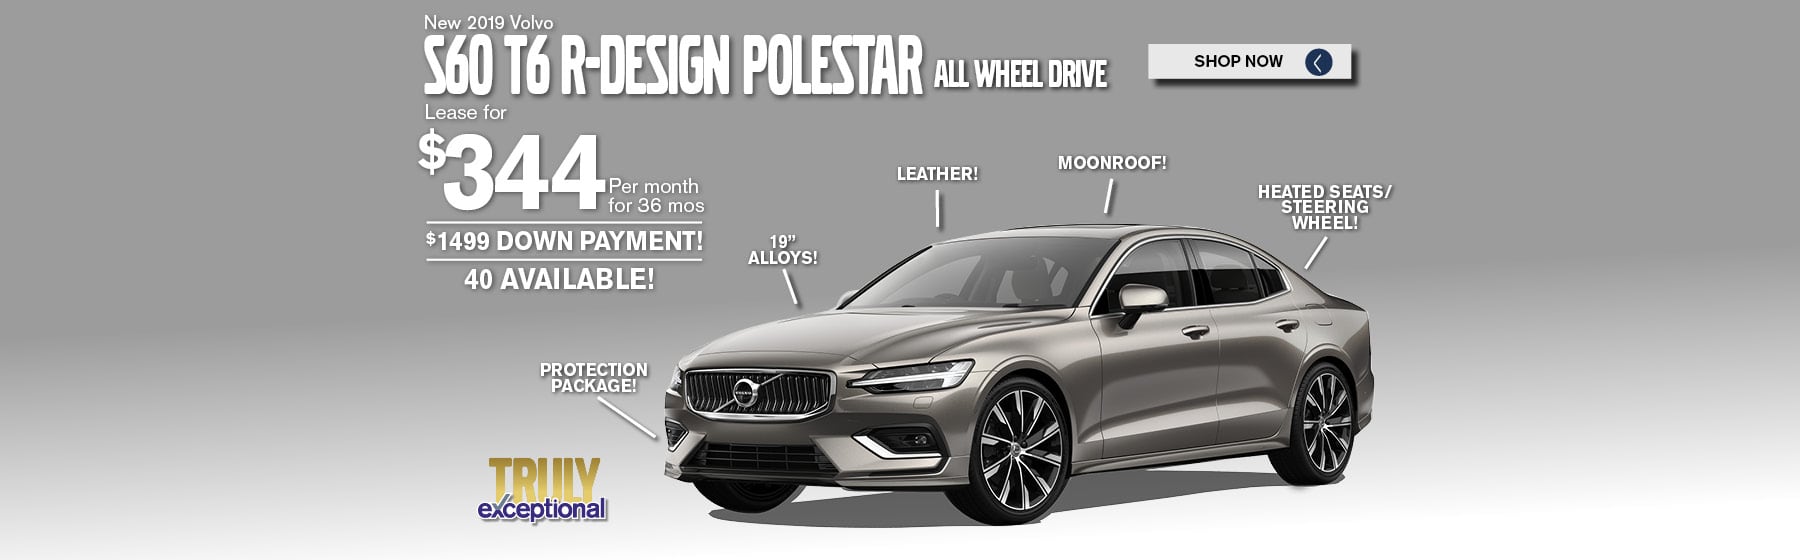 New 2019 Volvo
S60 T6 R-DESIGN POLESTAR ALL WHEEL DRIVE
SHOP NOW
Lease for
$344 Per month
for 36 mos
$1499 DOWN PAYMENT!
40 AVAILABLE!
LEATHER!
MOONROOF!
HEATED SEATS/
STEERING
WHEEL!
19”
ALLOYS!
PROTECTION
PACKAGE!
VOLVO
TRULY
exceptional